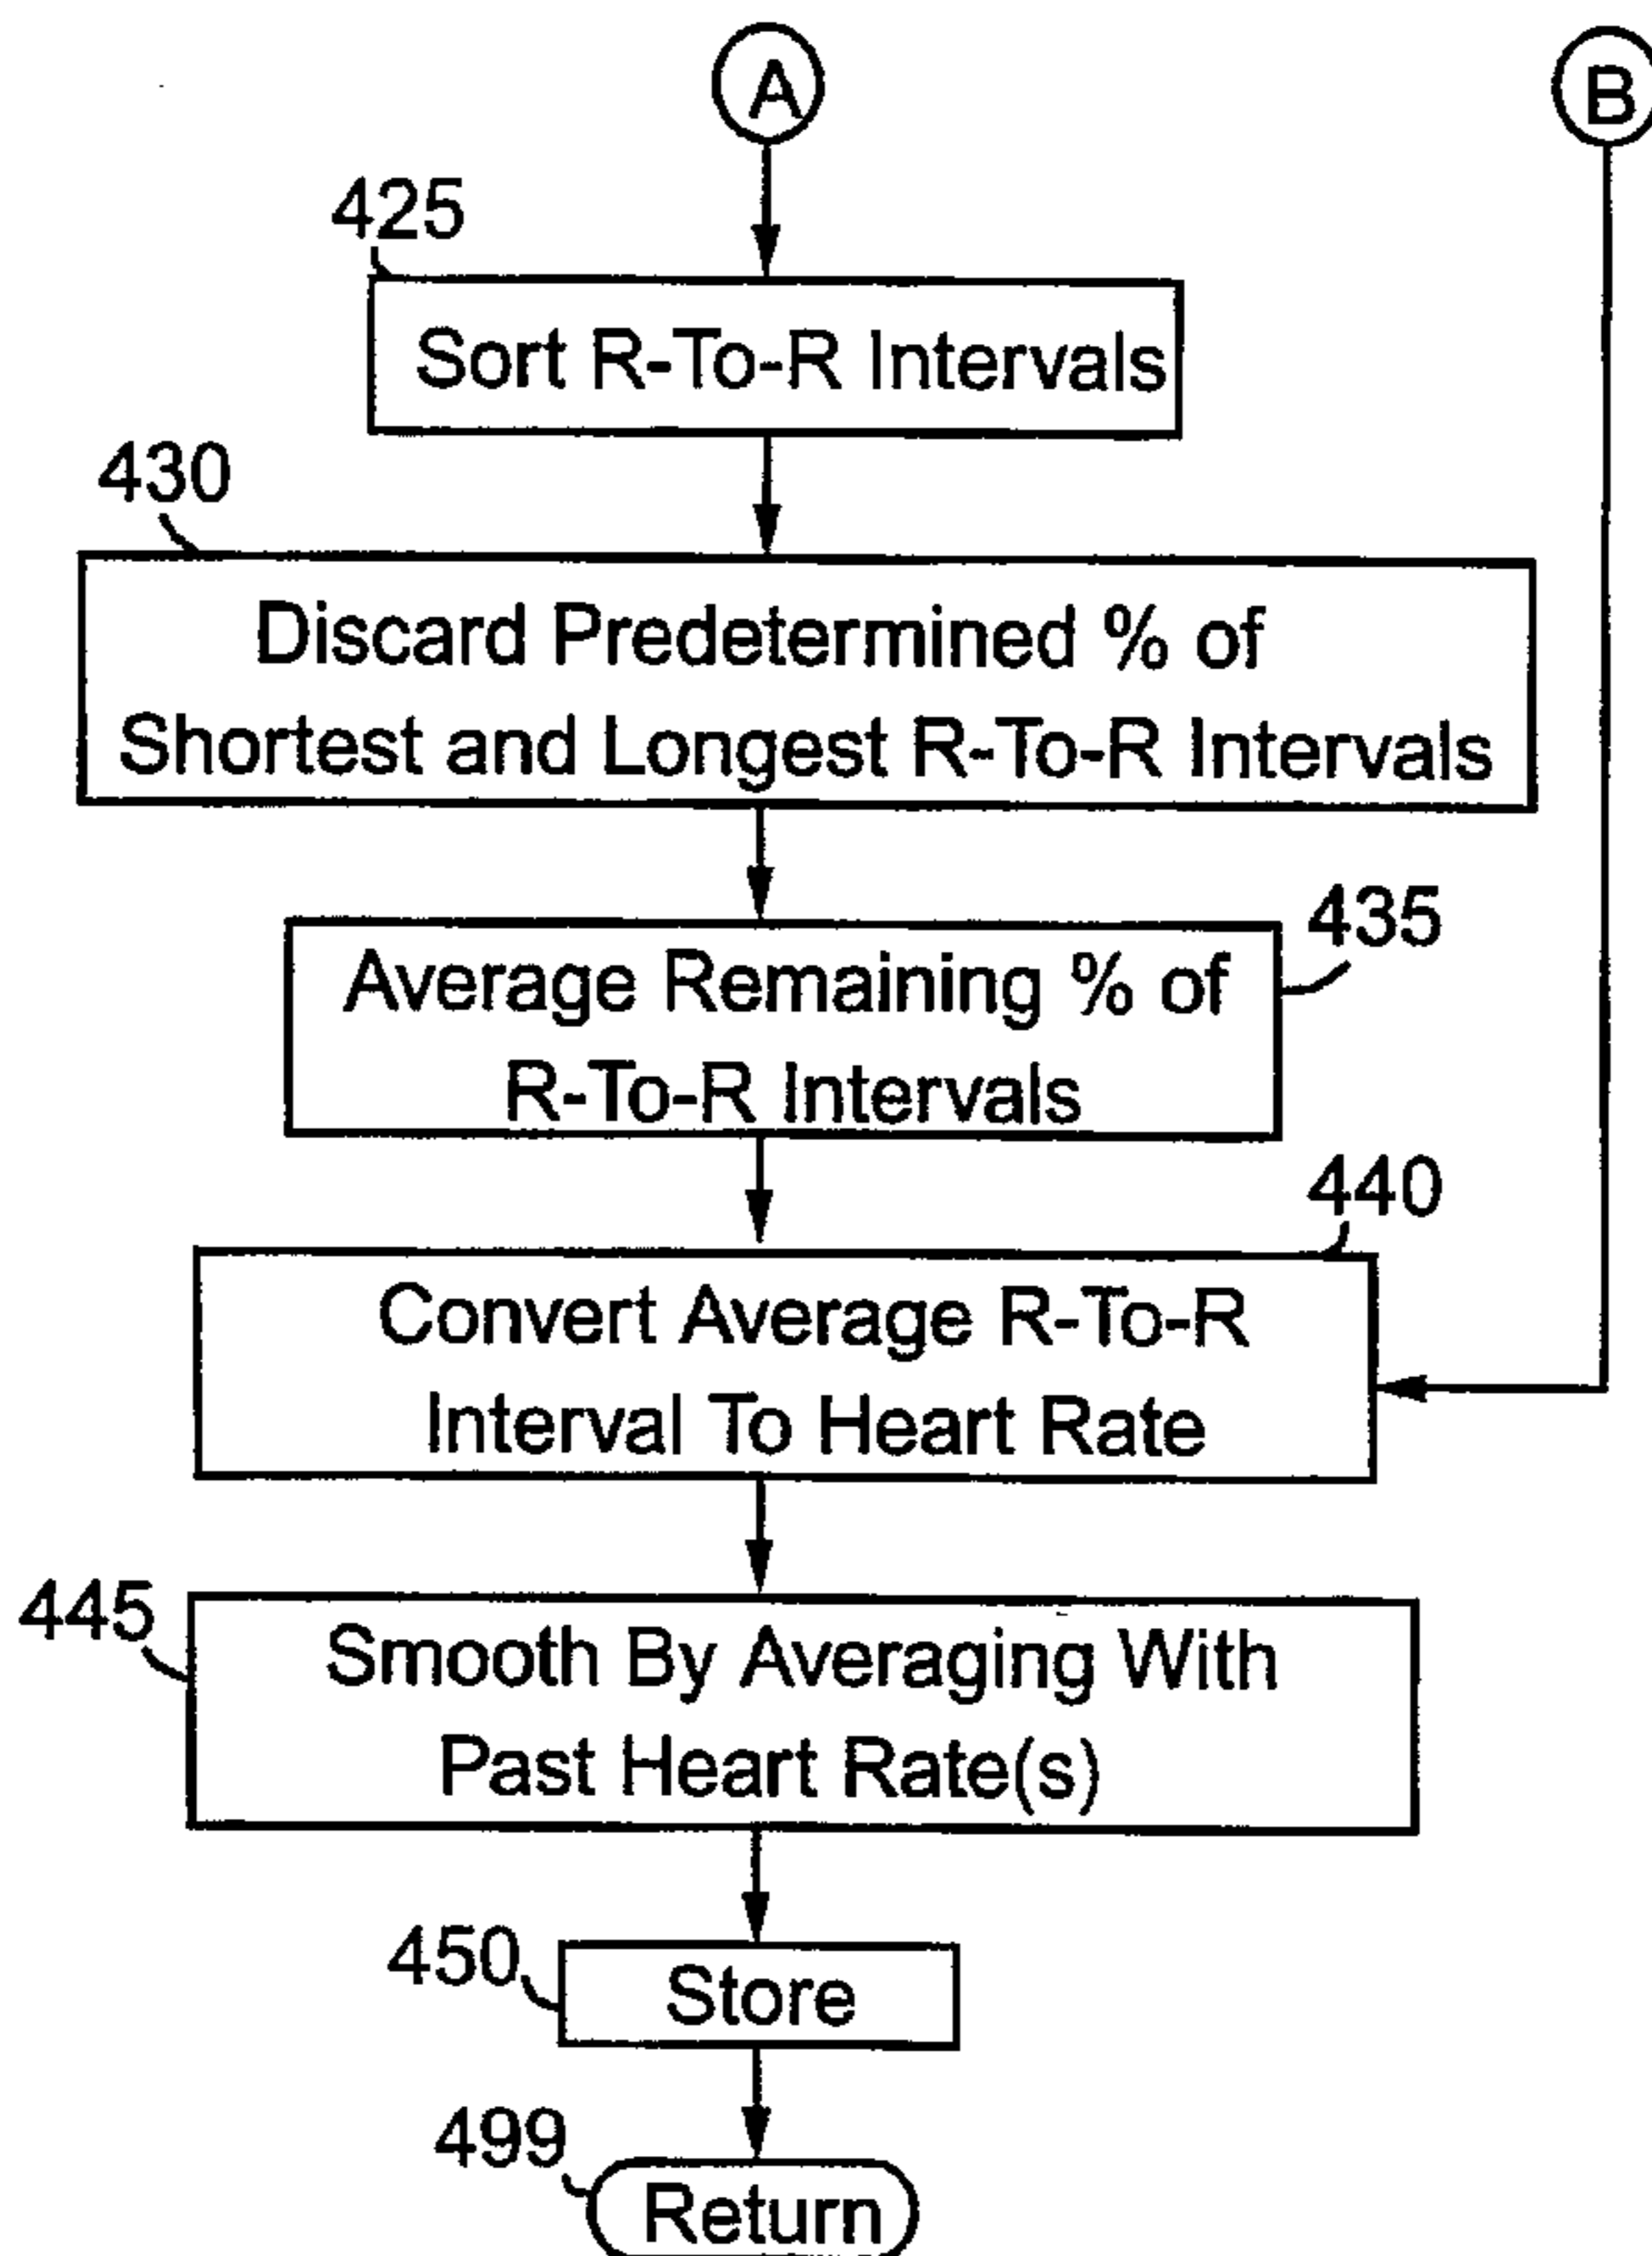 A
B
425
Sort R-To-R Intervals
430
Discard Predetermined % of
Shortest and Longest R-To-R Intervals
435
Average Remaining % of
R-To-R Intervals
440
Convert Average R-To-R
Interval To Heart Rate
445
Smooth By Averaging With
Past Heart Rate(s)
450
Store
499
Return